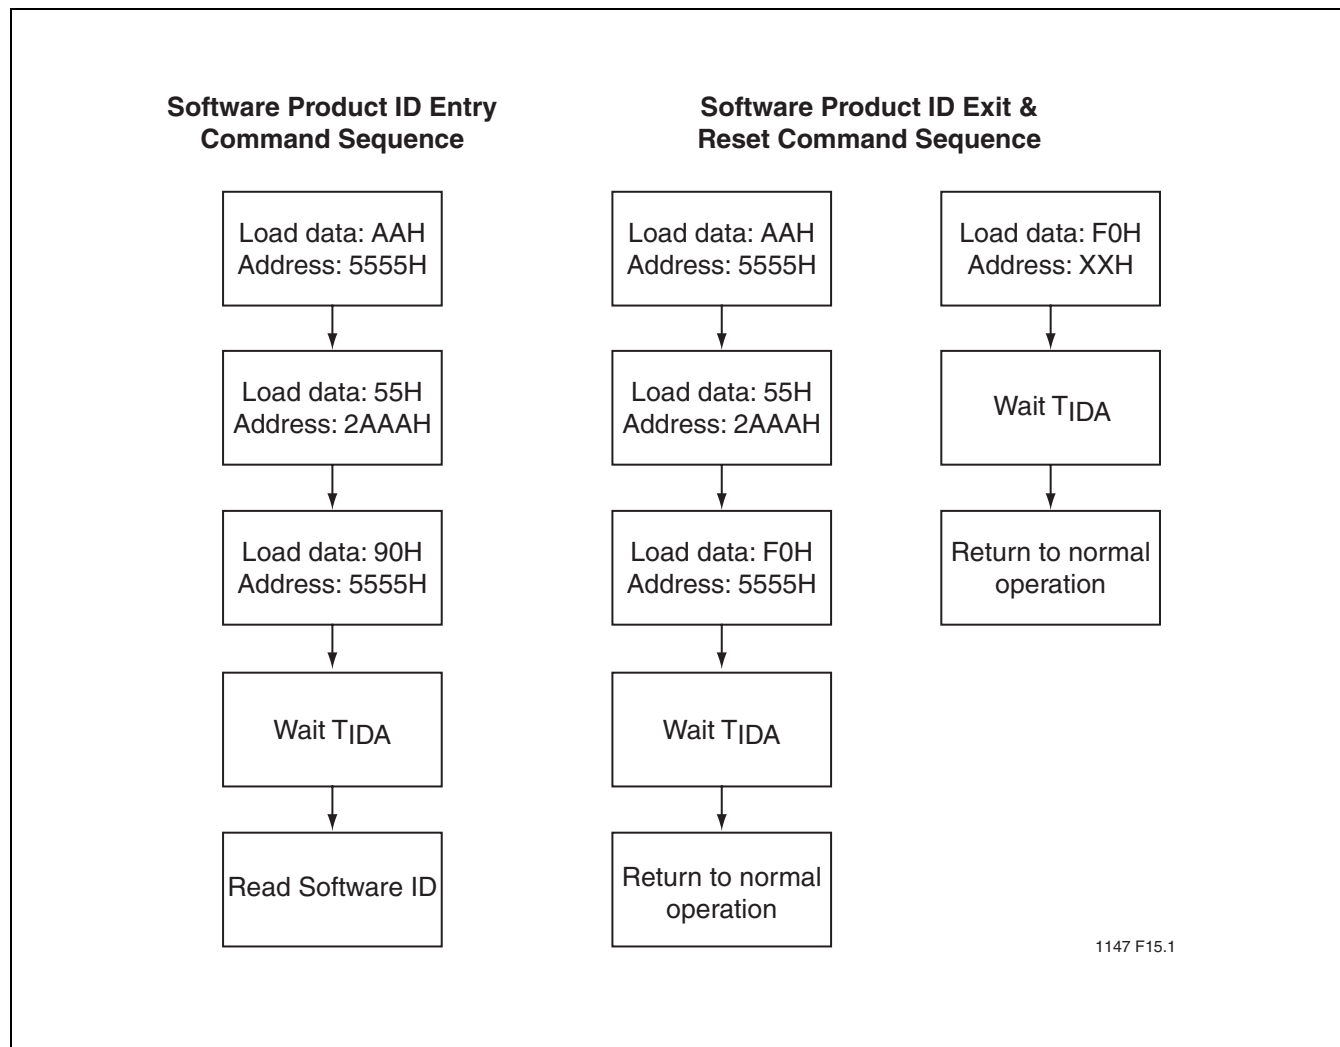 Software Product ID Entry
Command Sequence
Load data: AAH
Address: 5555H
Load data: 55H
Address: 2AAAH
Load data: 90H
Address: 5555H
Wait TIDA
Read Software ID
Software Product ID Exit &
Reset Command Sequence
Load data: AAH
Address: 5555H
Load data: 55H
Address: 2AAAH
Load data: F0H
Address: 5555H
Wait TIDA
Return to normal
operation
Load data: F0H
Address: XXH
Wait TIDA
Return to normal
operation
1147 F15.1